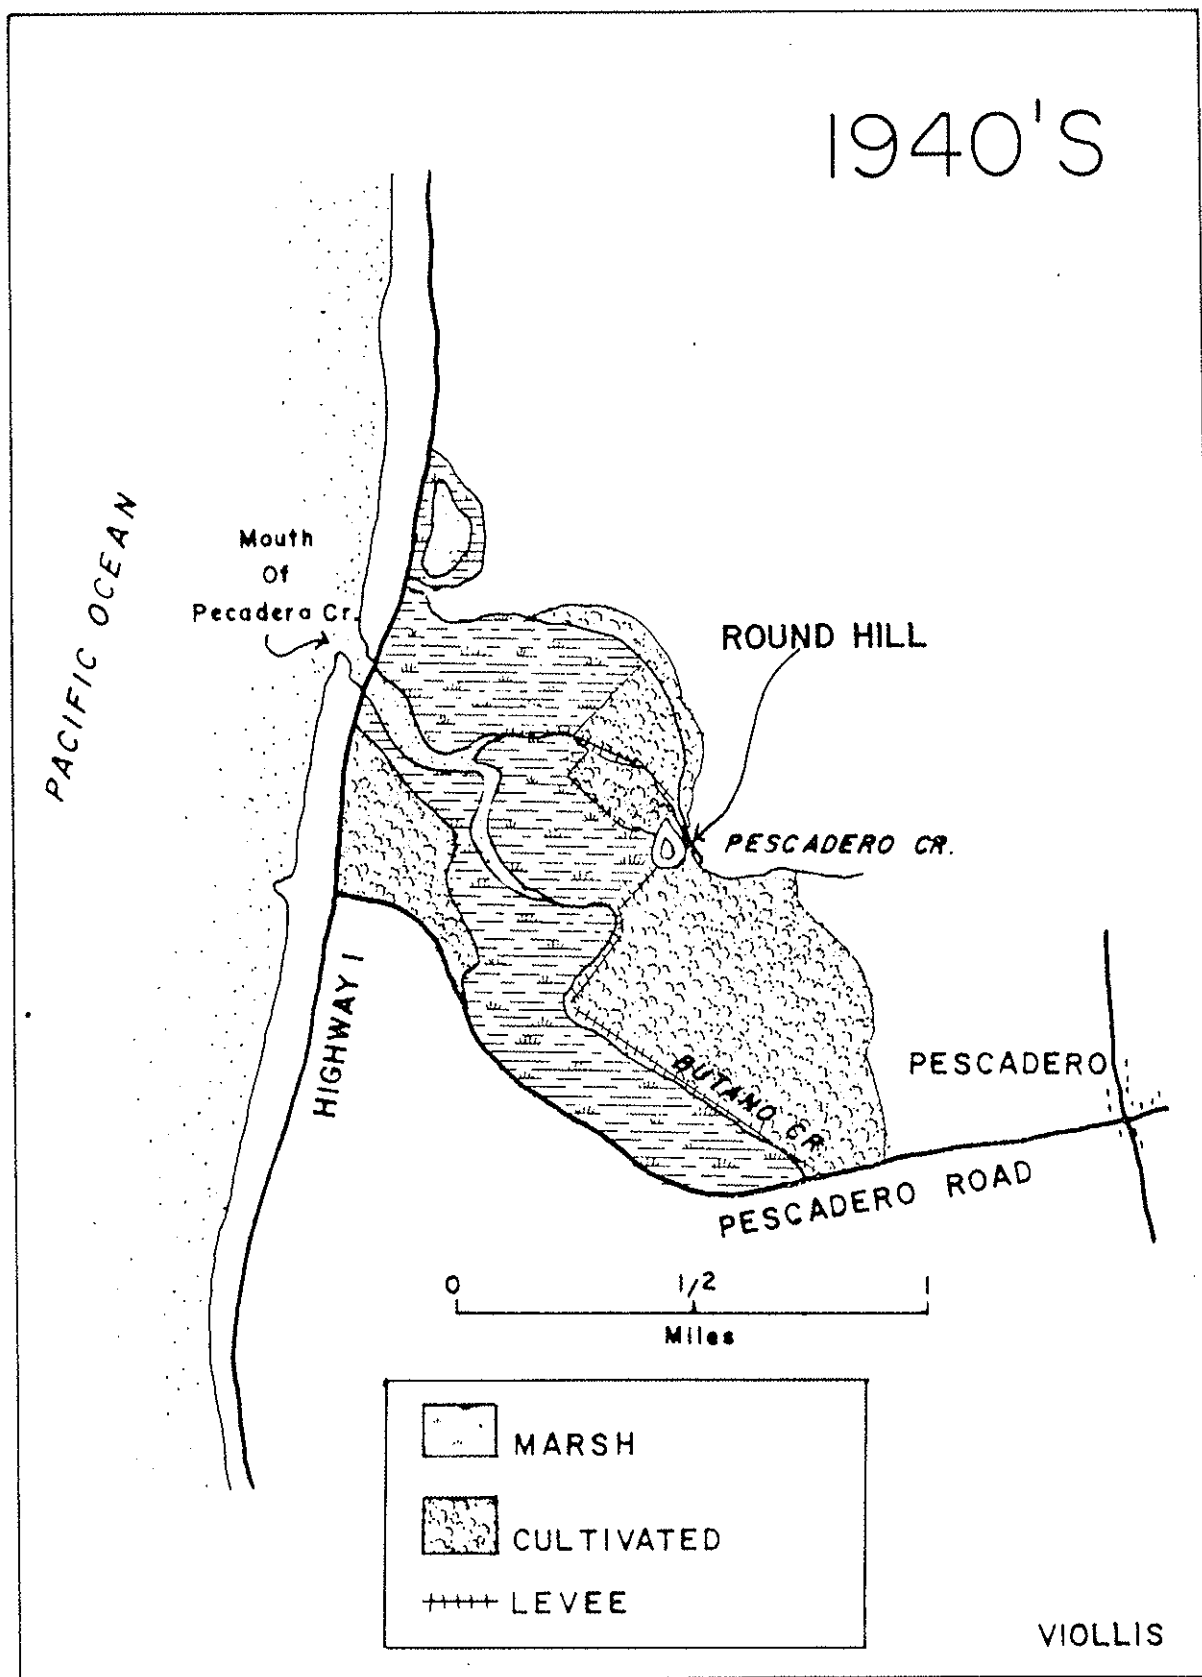 1940'S
PACIFIC OCEAN
Mouth
Of
Pecadera Cr.
ROUND HILL
PESCADERO CR.
HIGHWAY 1
BUTANO CR
PESCADERO
PESCADERO ROAD
0 1/2 1
Miles
MARSH
CULTIVATED
LEVEE
VIOLLIS